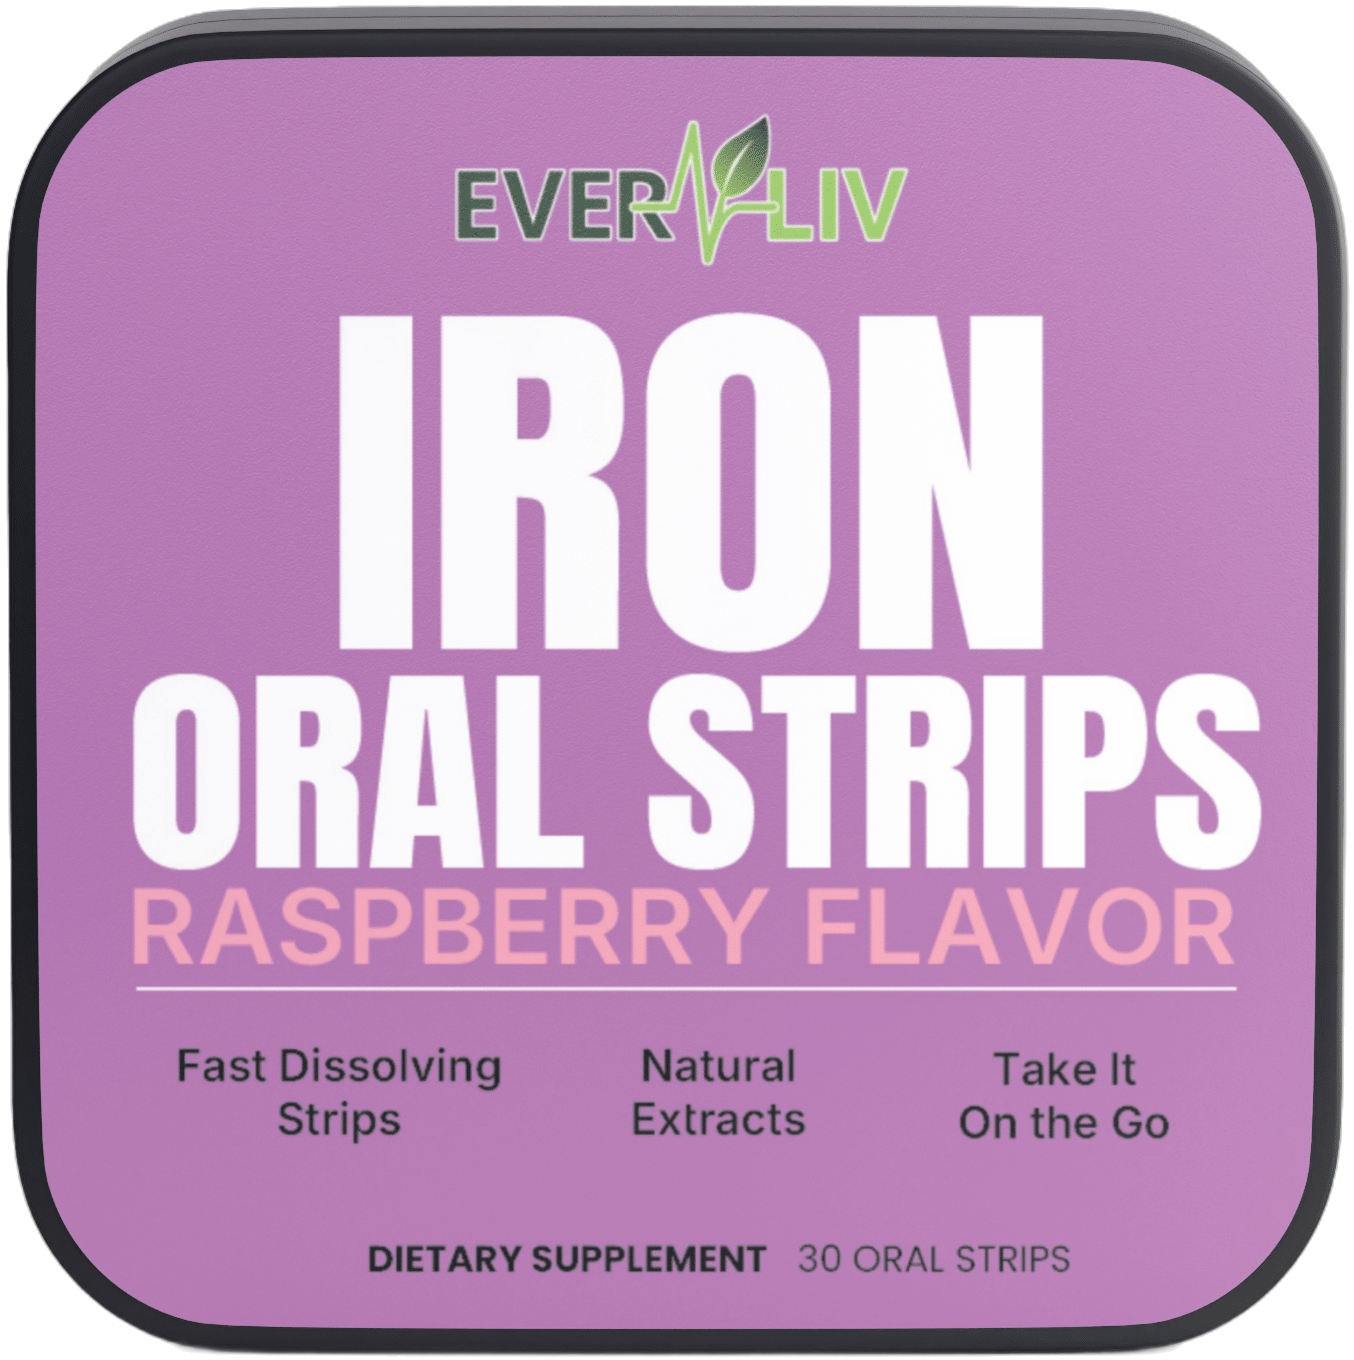 EVERLIV
IRON
ORAL STRIPS
RASPBERRY FLAVOR
Fast Dissolving
Strips
Natural
Extracts
Take It
On the Go
DIETARY SUPPLEMENT 30 ORAL STRIPS